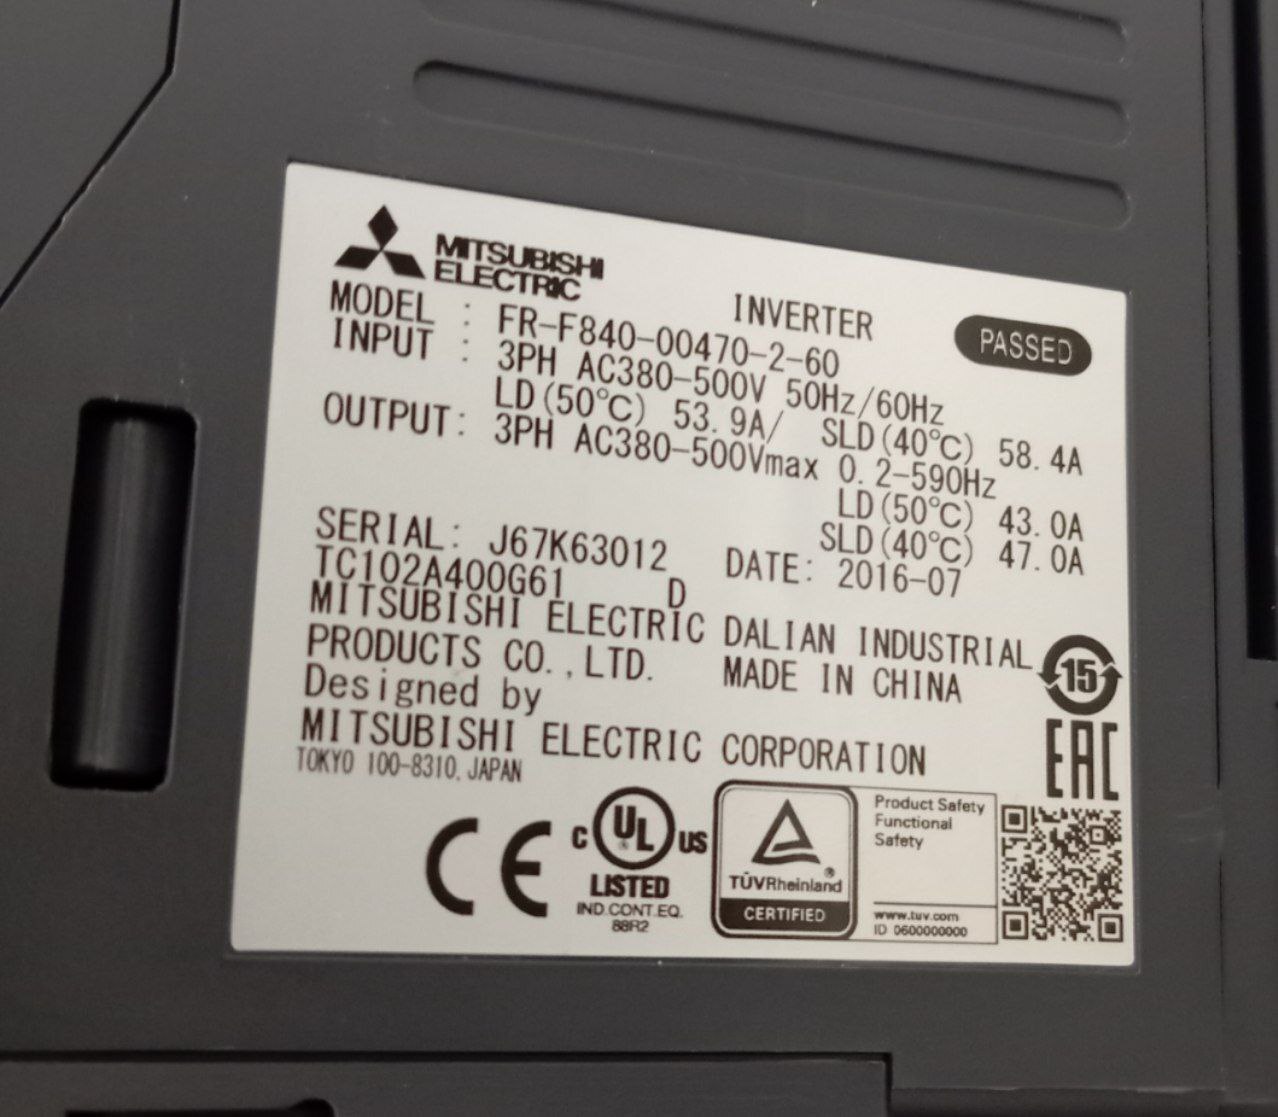 MITSUBISHI
ELECTRIC
INVERTER
PASSED
MODEL : FR-F840-00470-2-60
INPUT : 3PH AC380-500V 50Hz/60Hz
LD(50℃) 53.9A/ SLD(40℃) 58.4A
OUTPUT: 3PH AC380-500Vmax 0.2-590Hz
LD(50℃) 43.0A
SLD(40℃) 47.0A
SERIAL: J67K63012 DATE: 2016-07
TC102A400G61 D
MITSUBISHI ELECTRIC DALIAN INDUSTRIAL
PRODUCTS CO.,LTD. MADE IN CHINA
15
Designed by
MITSUBISHI ELECTRIC CORPORATION
EAC
TOKYO 100-8310, JAPAN
CE
C UL ® US
LISTED
IND.CONT.EQ.
88R2
TÜVRheinland®
CERTIFIED
Product Safety
Functional
Safety
www.tuv.com
ID 0600000000